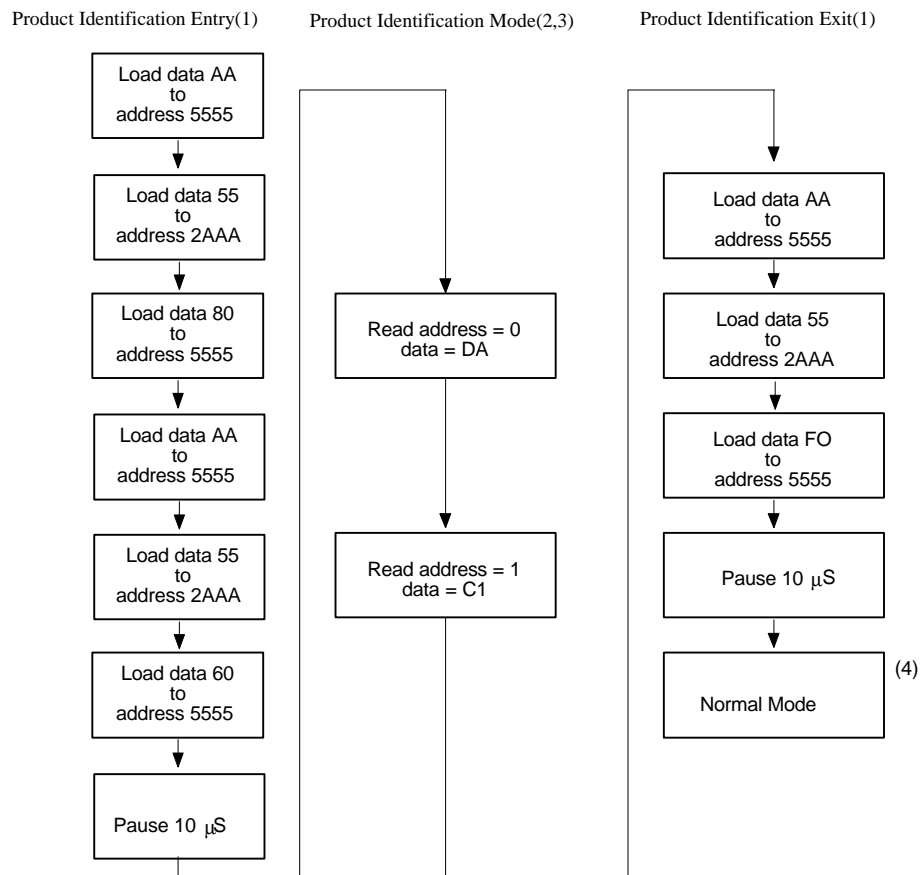 Product Identification Entry(1)
Load data AA
to
address 5555
Load data 55
to
address 2AAA
Load data 80
to
address 5555
Load data AA
to
address 5555
Load data 55
to
address 2AAA
Load data 60
to
address 5555
Pause 10 μS
Product Identification Mode(2,3)
Read address = 0
data = DA
Read address = 1
data = C1
Product Identification Exit(1)
Load data AA
to
address 5555
Load data 55
to
address 2AAA
Load data FO
to
address 5555
Pause 10 μS
Normal Mode
(4)